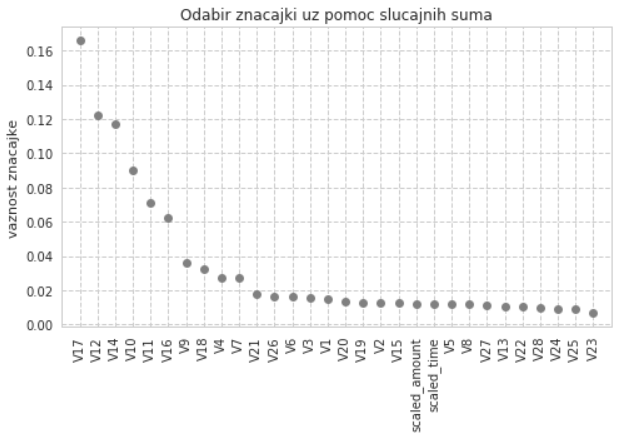 Odabir znacajki uz pomoc slucajnih suma
vaznost znacajke
0.16
0.14
0.12
0.10
0.08
0.06
0.04
0.02
0.00
V17
V12
V14
V10
V11
V16
V9
V18
V4
V7
V21
V26
V6
V3
V1
V20
V19
V2
V15
scaled_amount
scaled_time
V5
V8
V27
V13
V22
V28
V24
V25
V23